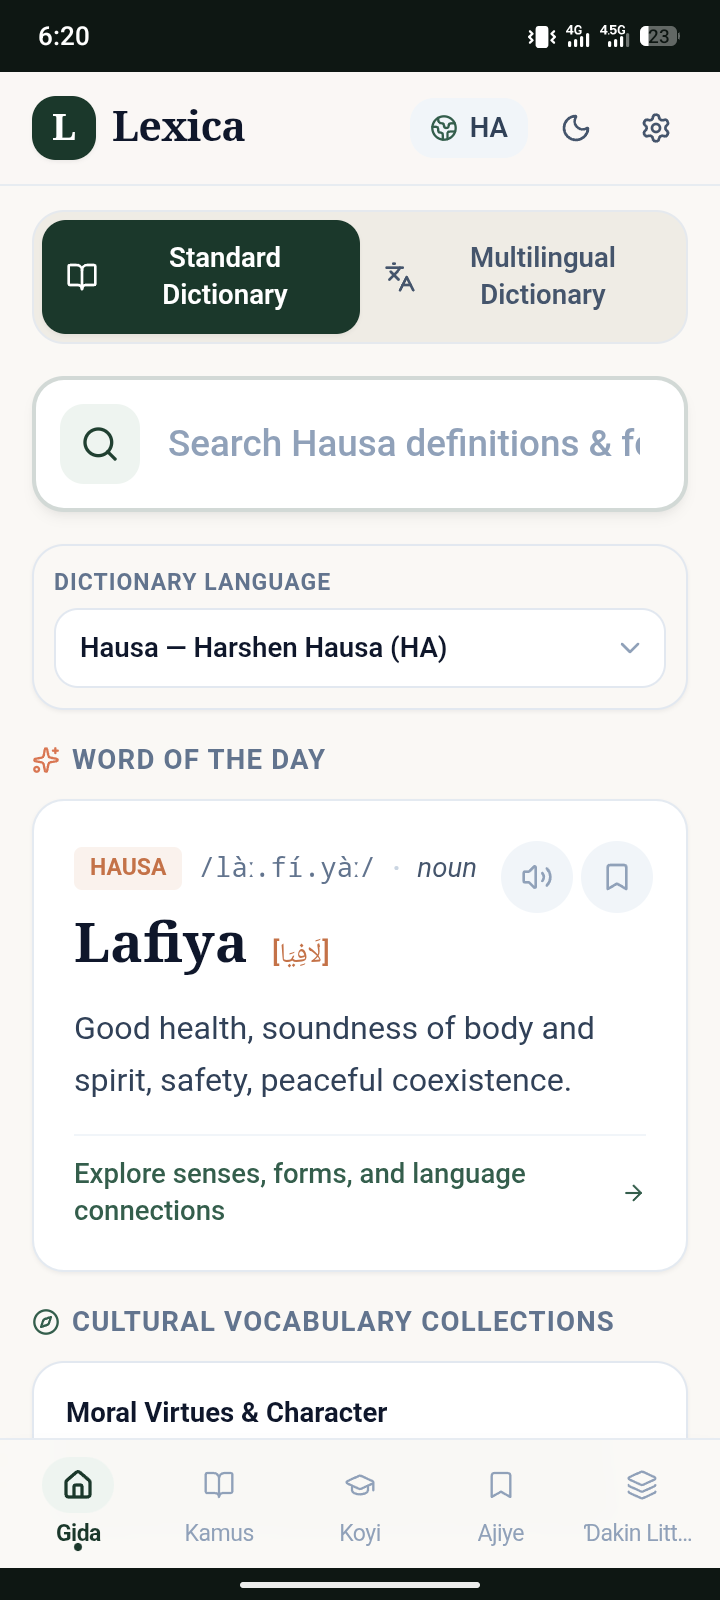 6:20
4G
4.5G
23
L
Lexica
HA
Standard
Dictionary
Multilingual
Dictionary
Search Hausa definitions &
DICTIONARY LANGUAGE
Hausa — Harshen Hausa (HA)
WORD OF THE DAY
HAUSA
/làː.fí.yàː/ · noun
Lafiya [لَافِيَا]
Good health, soundness of body and
spirit, safety, peaceful coexistence.
Explore senses, forms, and language
connections
CULTURAL VOCABULARY COLLECTIONS
Moral Virtues & Character
Gida
Kamus
Koyi
Ajiye
Ɗakin Litt...